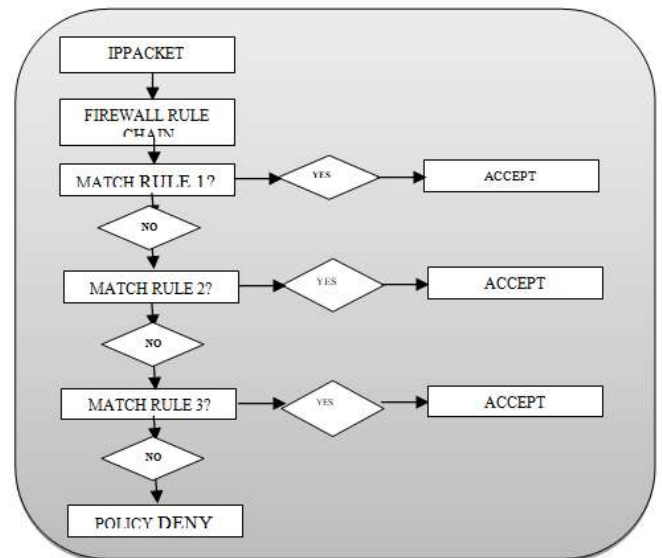 IPPACKET
FIREWALL RULE
CHAIN
MATCH RULE 1?
YES
ACCEPT
NO
MATCH RULE 2?
YES
ACCEPT
NO
MATCH RULE 3?
YES
ACCEPT
NO
POLICY DENY